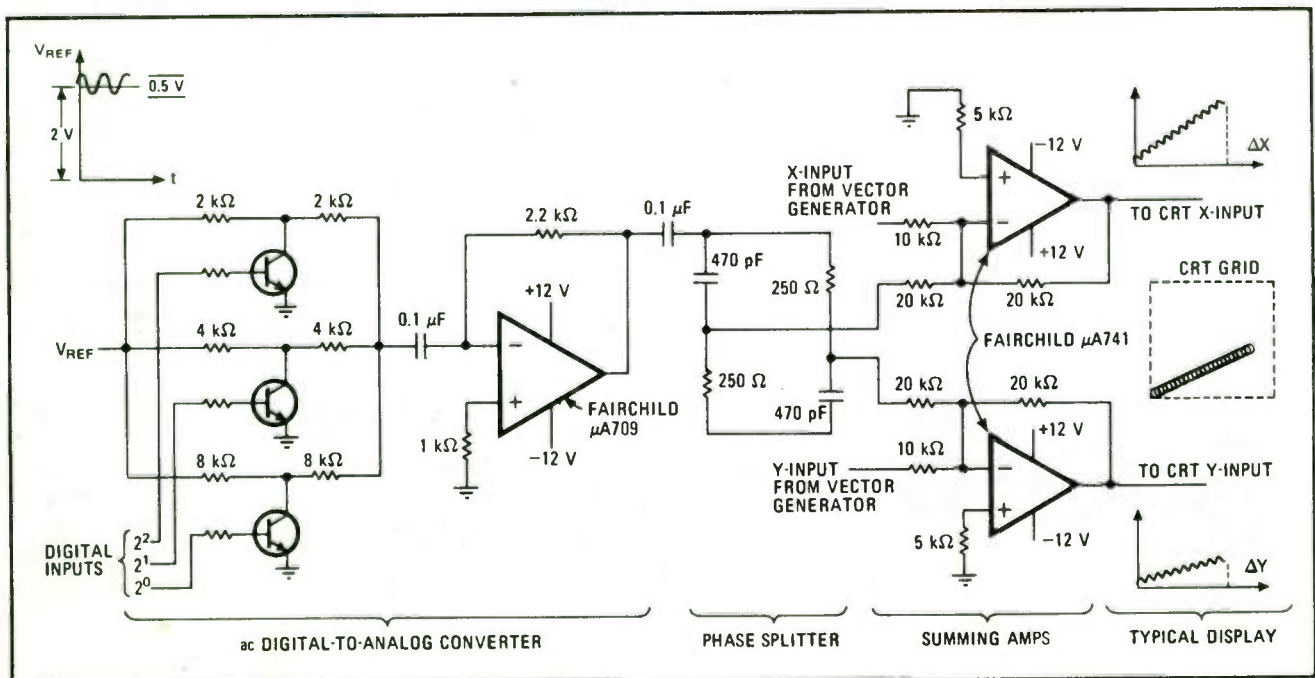 V_REF
0.5 V
2 V
t
2 kΩ
2 kΩ
4 kΩ
4 kΩ
V_REF
8 kΩ
8 kΩ
DIGITAL
INPUTS
2²
2¹
2⁰
0.1 µF
2.2 kΩ
+12 V
−
+
FAIRCHILD
µA709
−12 V
1 kΩ
0.1 µF
470 pF
250 Ω
250 Ω
470 pF
5 kΩ
−12 V
X-INPUT
FROM VECTOR
GENERATOR
+
−
10 kΩ
+12 V
20 kΩ
20 kΩ
TO CRT X-INPUT
ΔX
CRT GRID
FAIRCHILD µA741
20 kΩ
20 kΩ
+12 V
10 kΩ
Y-INPUT
FROM VECTOR
GENERATOR
−
+
5 kΩ
−12 V
TO CRT Y-INPUT
ΔY
ac DIGITAL-TO-ANALOG CONVERTER
PHASE SPLITTER
SUMMING AMPS
TYPICAL DISPLAY